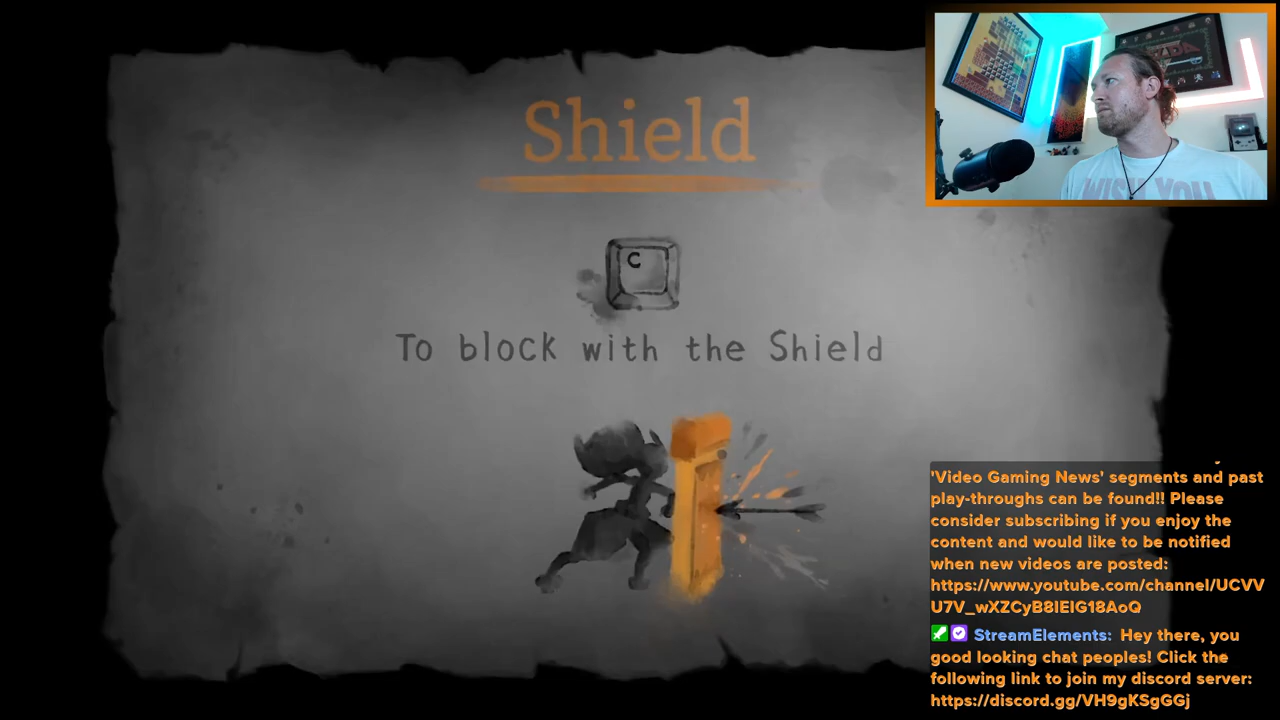 Shield
C
To block with the Shield
WISH YOU
'Video Gaming News' segments and past
play-throughs can be found!! Please
consider subscribing if you enjoy the
content and would like to be notified
when new videos are posted:
https://www.youtube.com/channel/UCVV
U7V_wXZCyB8IEIG18AoQ
StreamElements: Hey there, you
good looking chat peoples! Click the
following link to join my discord server:
https://discord.gg/VH9gKSgGGj